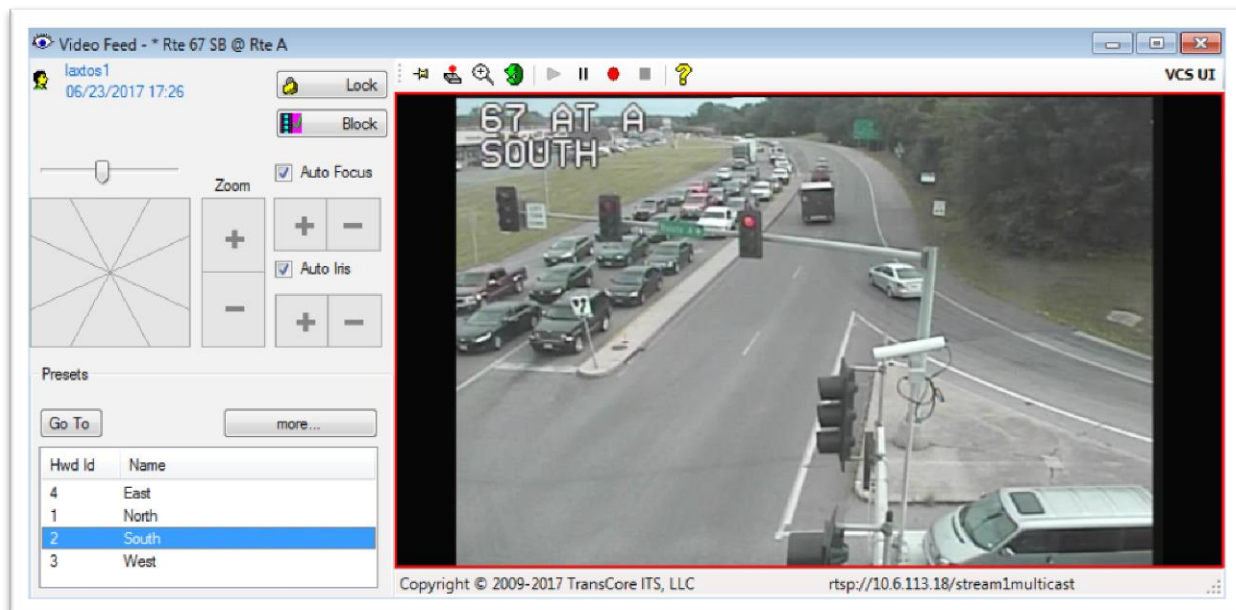 Video Feed - * Rte 67 SB @ Rte A
laxtos1
06/23/2017 17:26
Lock
Block
Zoom
Auto Focus
+ -
Auto Iris
+ -
+
-
Presets
Go To
more...
Hwd Id Name
4 East
1 North
2 South
3 West
VCS UI
67 AT A
SOUTH
Copyright © 2009-2017 TransCore ITS, LLC
rtsp://10.6.113.18/stream1multicast